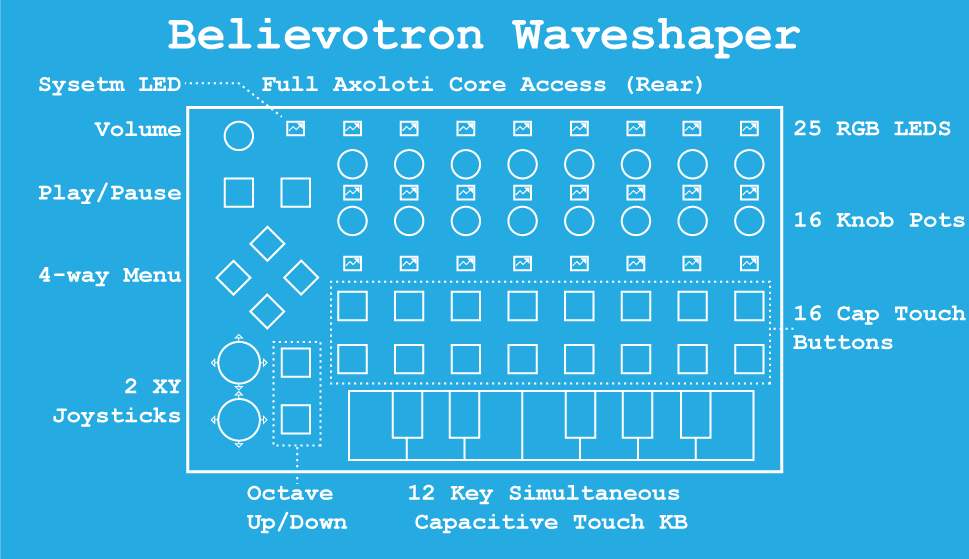 Believotron Waveshaper
Sysetm LED
Full Axoloti Core Access (Rear)
Volume
25 RGB LEDS
Play/Pause
16 Knob Pots
4-way Menu
16 Cap Touch
Buttons
2 XY
Joysticks
Octave
Up/Down
12 Key Simultaneous
Capacitive Touch KB